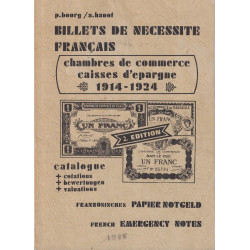 p.bourg / a.hanot
BILLETS DE NECESSITE
FRANÇAIS
chambres de commerce
caisses d'epargne
1914-1924
2. EDITION
UN FRANC
UN FRANC
catalogue
+ cotations
+ bewertungen
+ valuations
FRANZÖSISCHES PAPIER NOTGELD
FRENCH EMERGENCY NOTES